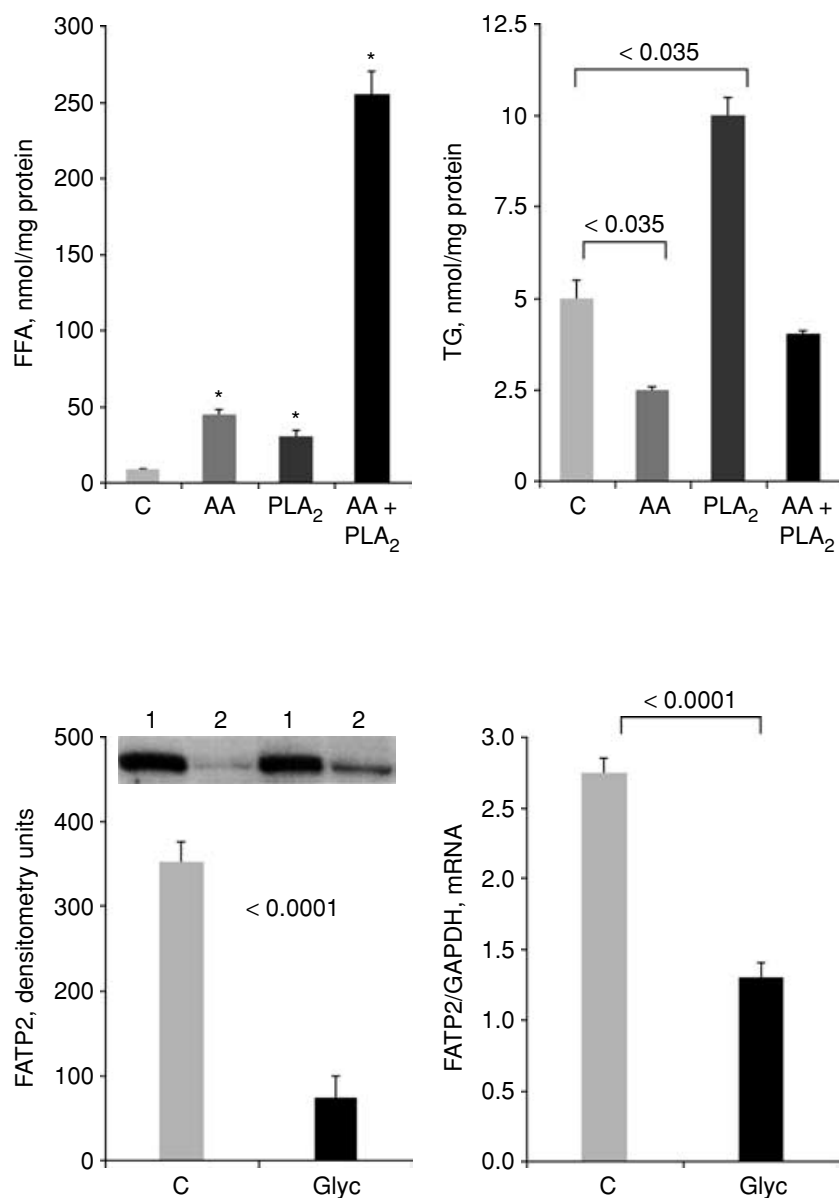 FFA, nmol/mg protein
300
250
200
150
100
50
0
*
*
*
C
AA
PLA₂
AA +
PLA₂
TG, nmol/mg protein
15
12.5
10
7.5
5
2.5
0
< 0.035
< 0.035
C
AA
PLA₂
AA +
PLA₂
FATP2, densitometry units
500
400
300
200
100
0
1 2 1 2
< 0.0001
C
Glyc
FATP2/GAPDH, mRNA
3.0
2.5
2.0
1.5
1.0
0.5
0.0
< 0.0001
C
Glyc